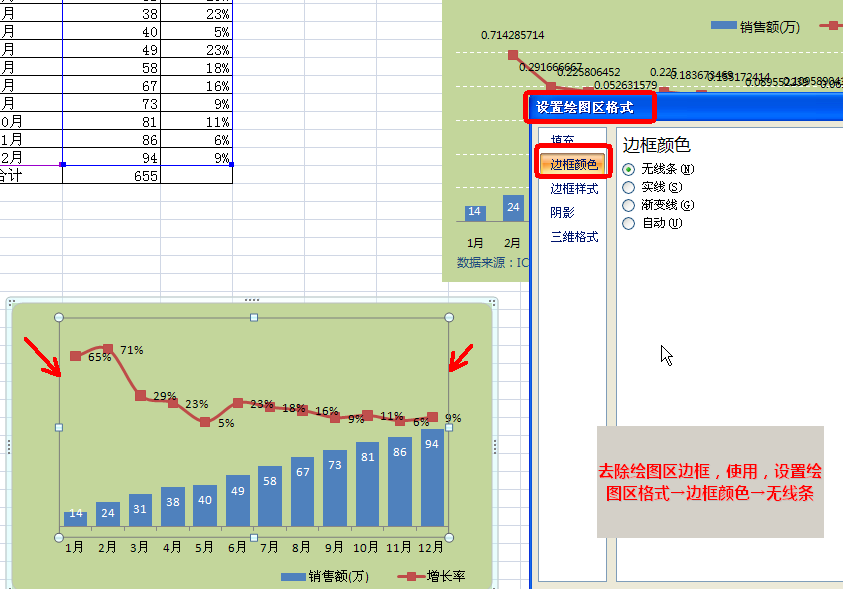 月 38 23%
月 40 5%
月 49 23%
月 58 18%
月 67 16%
月 73 9%
0月 81 11%
1月 86 6%
2月 94 9%
合计 655
销售额(万)
0.714285714
0.291666667
0.225806452
0.052631579
0.225
0.183673469
0.155172414
14 24
1月 2月
数据来源：IC
设置绘图区格式
填充
边框颜色
边框样式
阴影
三维格式
边框颜色
无线条(N)
实线(S)
渐变线(G)
自动(U)
65% 71% 29% 23% 5% 23% 18% 16% 9% 11% 6% 9%
14 24 31 38 40 49 58 67 73 81 86 94
1月 2月 3月 4月 5月 6月 7月 8月 9月 10月 11月 12月
销售额(万) 增长率
去除绘图区边框，使用，设置绘
图区格式→边框颜色→无线条